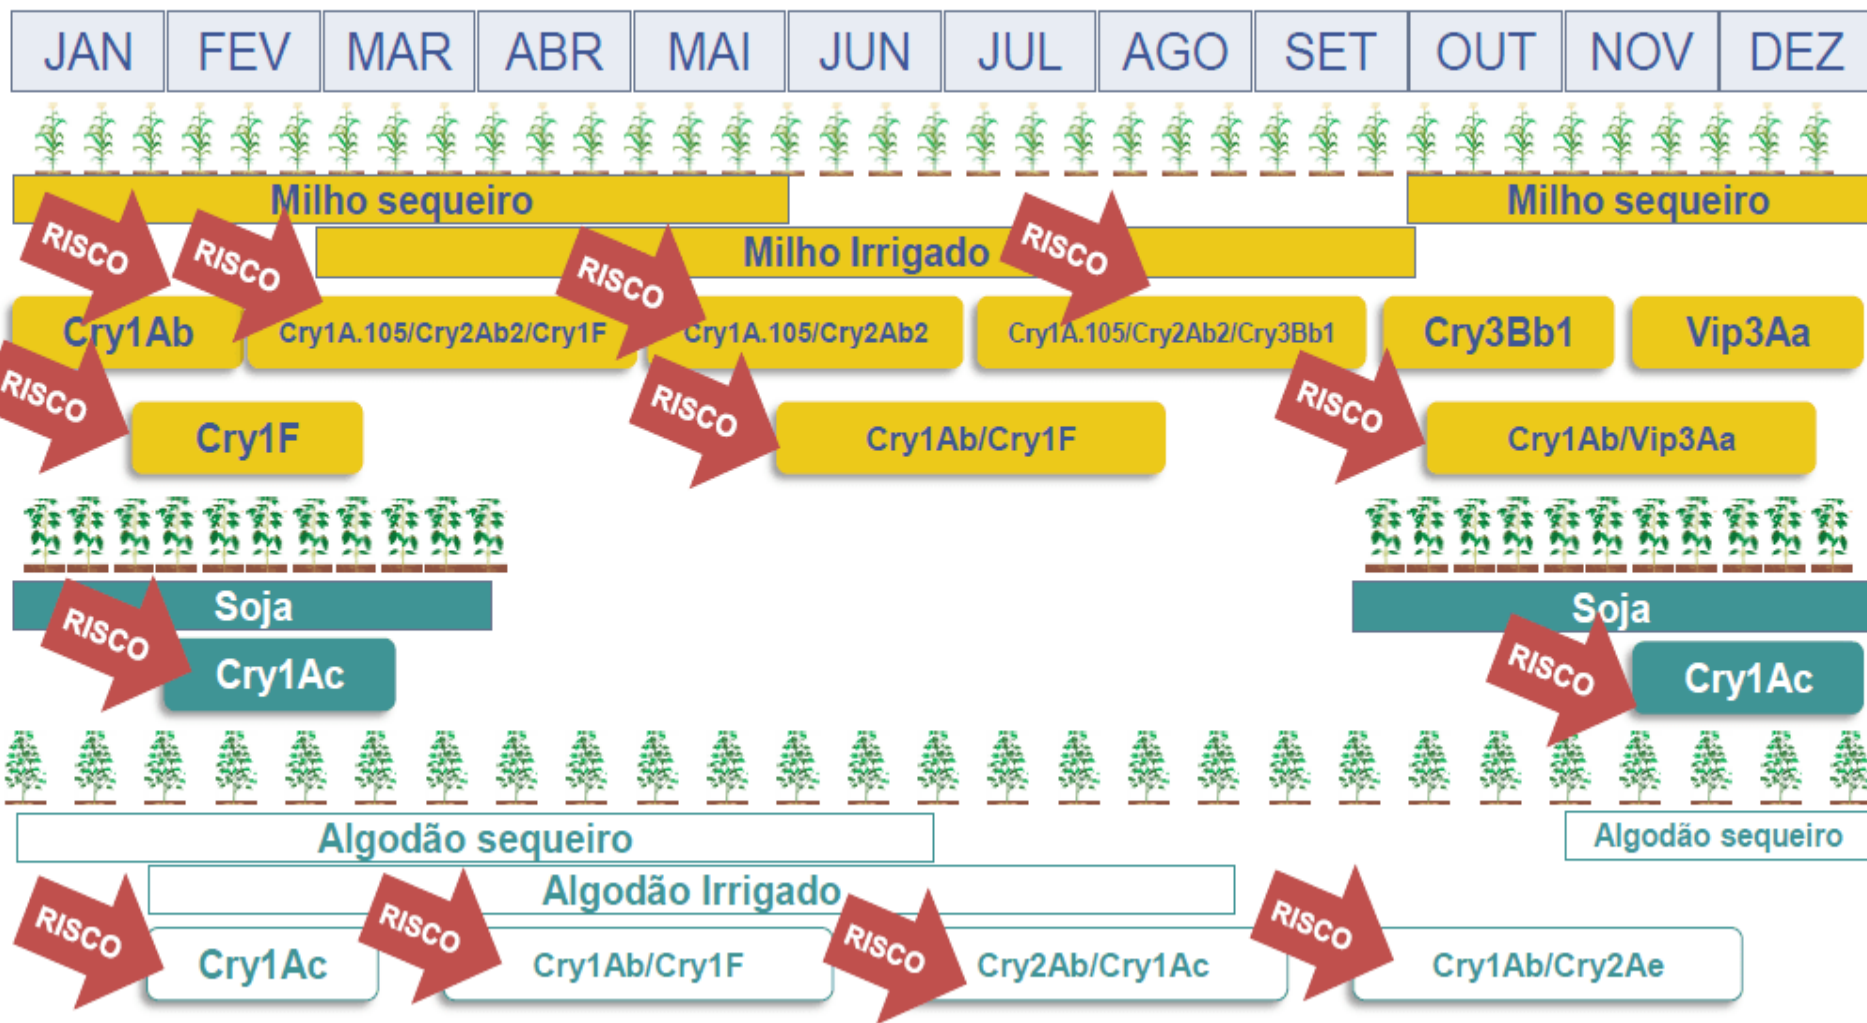 JAN FEV MAR ABR MAI JUN JUL AGO SET OUT NOV DEZ
Milho sequeiro Milho sequeiro
RISCO RISCO RISCO RISCO Milho Irrigado
Cry1Ab Cry1A.105/Cry2Ab2/Cry1F Cry1A.105/Cry2Ab2 Cry1A.105/Cry2Ab2/Cry3Bb1 Cry3Bb1 Vip3Aa
RISCO RISCO RISCO
Cry1F Cry1Ab/Cry1F Cry1Ab/Vip3Aa
Soja Soja
RISCO RISCO
Cry1Ac Cry1Ac
Algodão sequeiro Algodão sequeiro
Algodão Irrigado
RISCO RISCO RISCO RISCO
Cry1Ac Cry1Ab/Cry1F Cry2Ab/Cry1Ac Cry1Ab/Cry2Ae